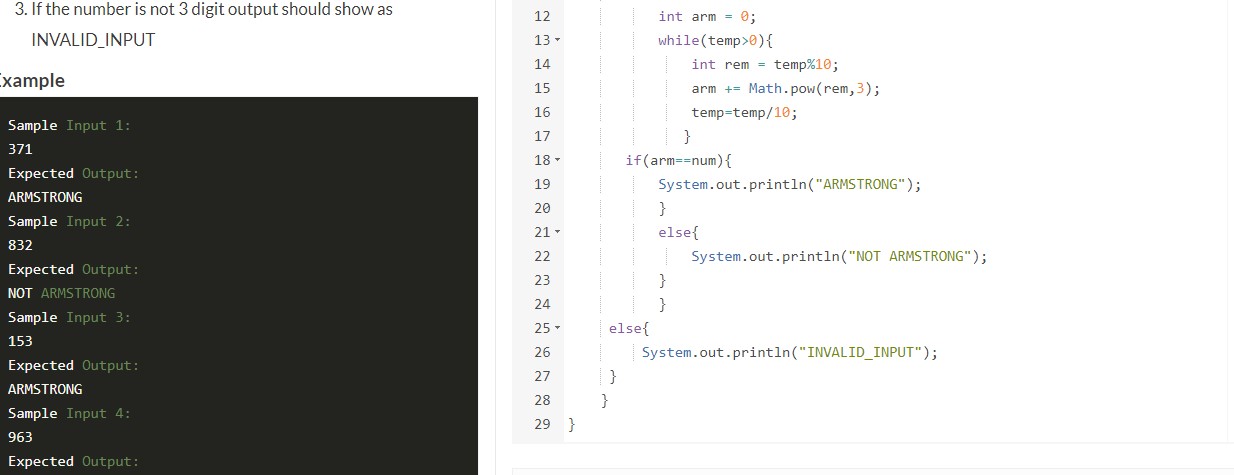 3. If the number is not 3 digit output should show as
INVALID_INPUT
Example
Sample Input 1:
371
Expected Output:
ARMSTRONG
Sample Input 2:
832
Expected Output:
NOT ARMSTRONG
Sample Input 3:
153
Expected Output:
ARMSTRONG
Sample Input 4:
963
Expected Output:
12 int arm = 0;
13 while(temp>0){
14 int rem = temp%10;
15 arm += Math.pow(rem,3);
16 temp=temp/10;
17 }
18 if(arm==num){
19 System.out.println("ARMSTRONG");
20 }
21 else{
22 System.out.println("NOT ARMSTRONG");
23 }
24 }
25 else{
26 System.out.println("INVALID_INPUT");
27 }
28 }
29 }